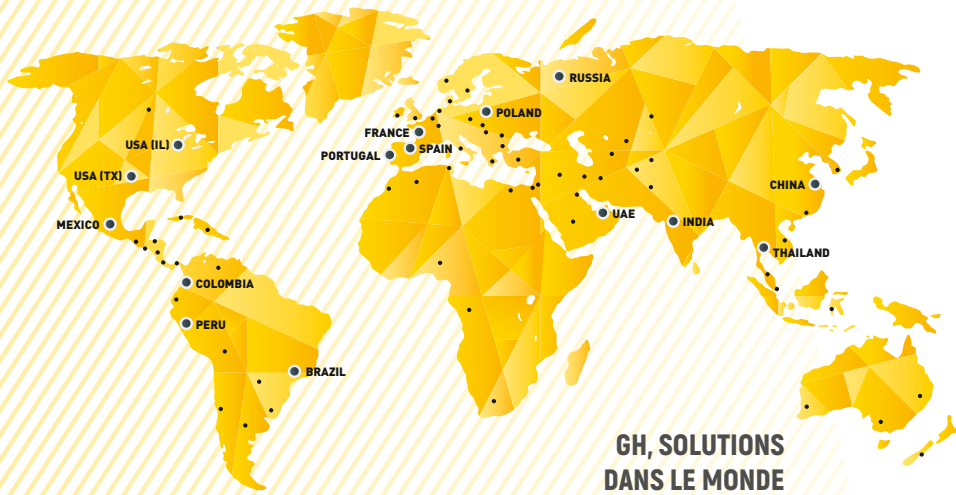 RUSSIA
POLAND
FRANCE
USA (IL)
SPAIN
PORTUGAL
USA (TX)
CHINA
UAE
INDIA
MEXICO
THAILAND
COLOMBIA
PERU
BRAZIL
GH, SOLUTIONS
DANS LE MONDE